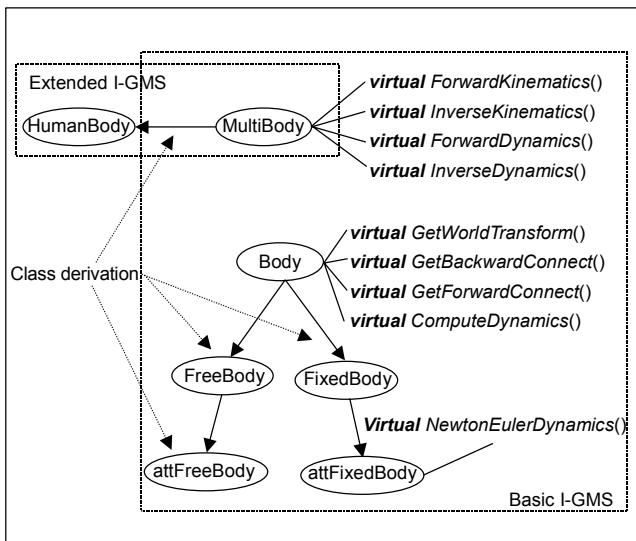 Extended I-GMS
HumanBody
MultiBody
virtual ForwardKinematics()
virtual InverseKinematics()
virtual ForwardDynamics()
virtual InverseDynamics()
Class derivation
Body
virtual GetWorldTransform()
virtual GetBackwardConnect()
virtual GetForwardConnect()
virtual ComputeDynamics()
FreeBody
FixedBody
Virtual NewtonEulerDynamics()
attFreeBody
attFixedBody
Basic I-GMS